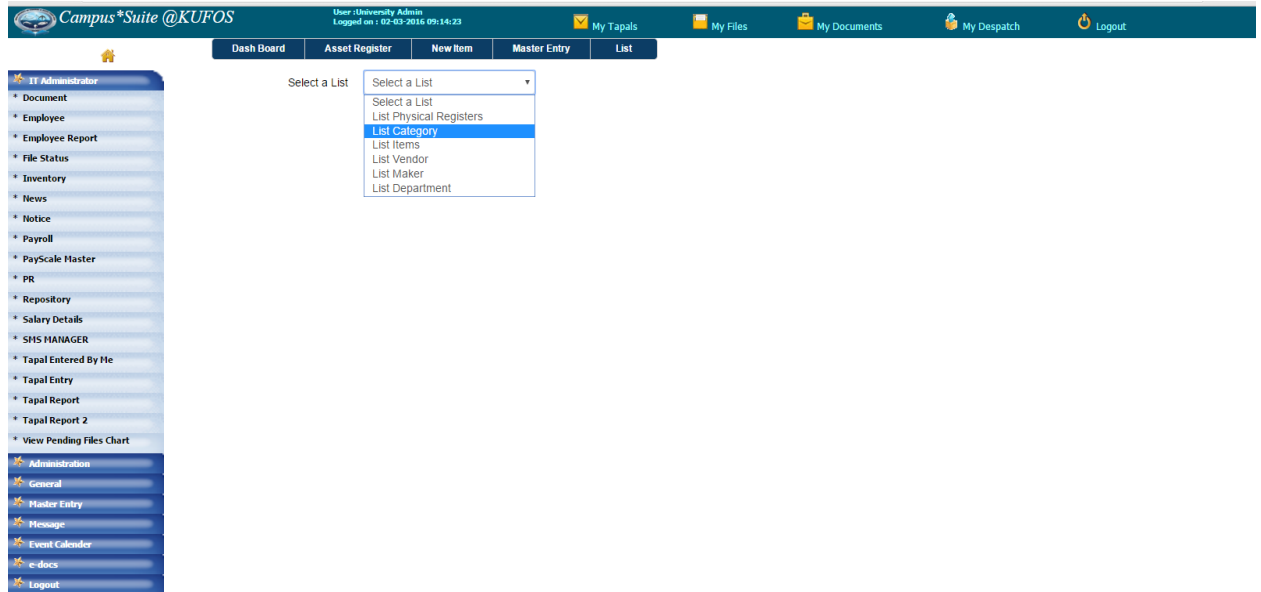 Campus*Suite @KUFOS
User :University Admin
Logged on : 02-03-2016 09:14:23
My Tapals
My Files
My Documents
My Despatch
Logout
Dash Board
Asset Register
New Item
Master Entry
List
IT Administrator
* Document
* Employee
* Employee Report
* File Status
* Inventory
* News
* Notice
* Payroll
* PayScale Master
* PR
* Repository
* Salary Details
* SMS MANAGER
* Tapal Entered By Me
* Tapal Entry
* Tapal Report
* Tapal Report 2
* View Pending Files Chart
Administration
General
Master Entry
Message
Event Calender
e-docs
Logout
Select a List
Select a List
Select a List
List Physical Registers
List Category
List Items
List Vendor
List Maker
List Department